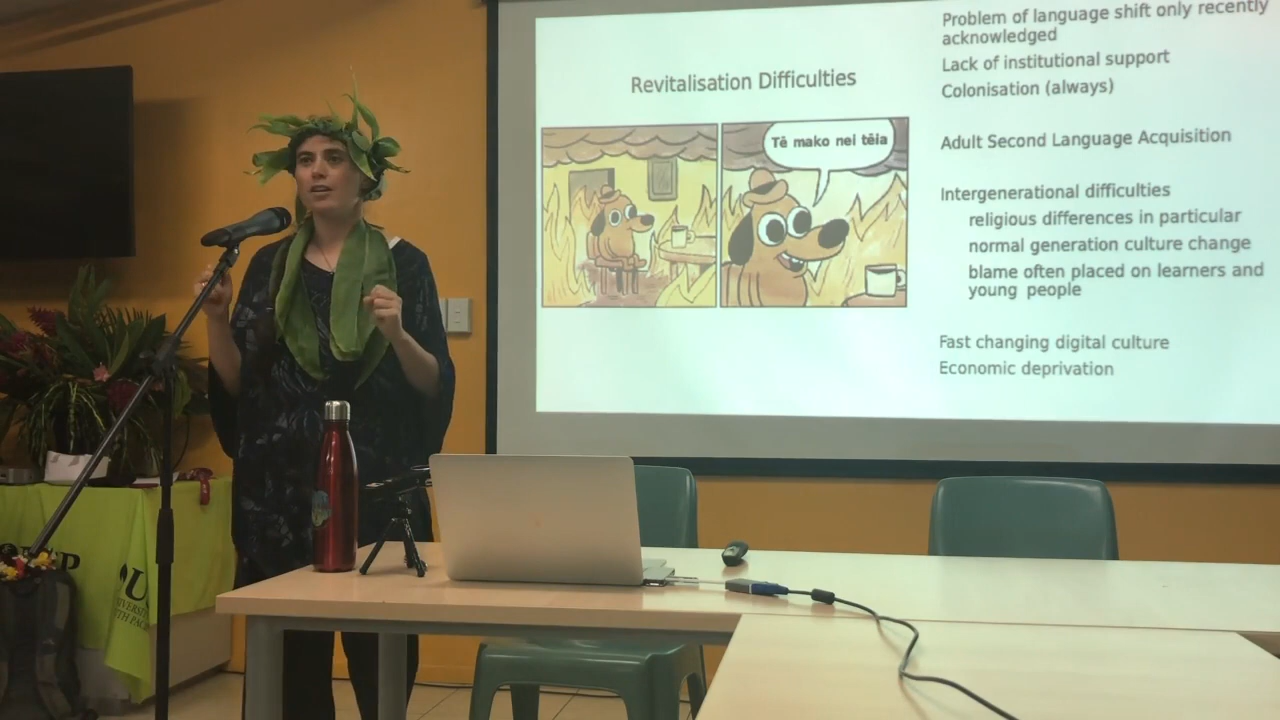 Revitalisation Difficulties
Tē mako nei tēia
Problem of language shift only recently
acknowledged
Lack of institutional support
Colonisation (always)
Adult Second Language Acquisition
Intergenerational difficulties
religious differences in particular
normal generation culture change
blame often placed on learners and
young people
Fast changing digital culture
Economic deprivation